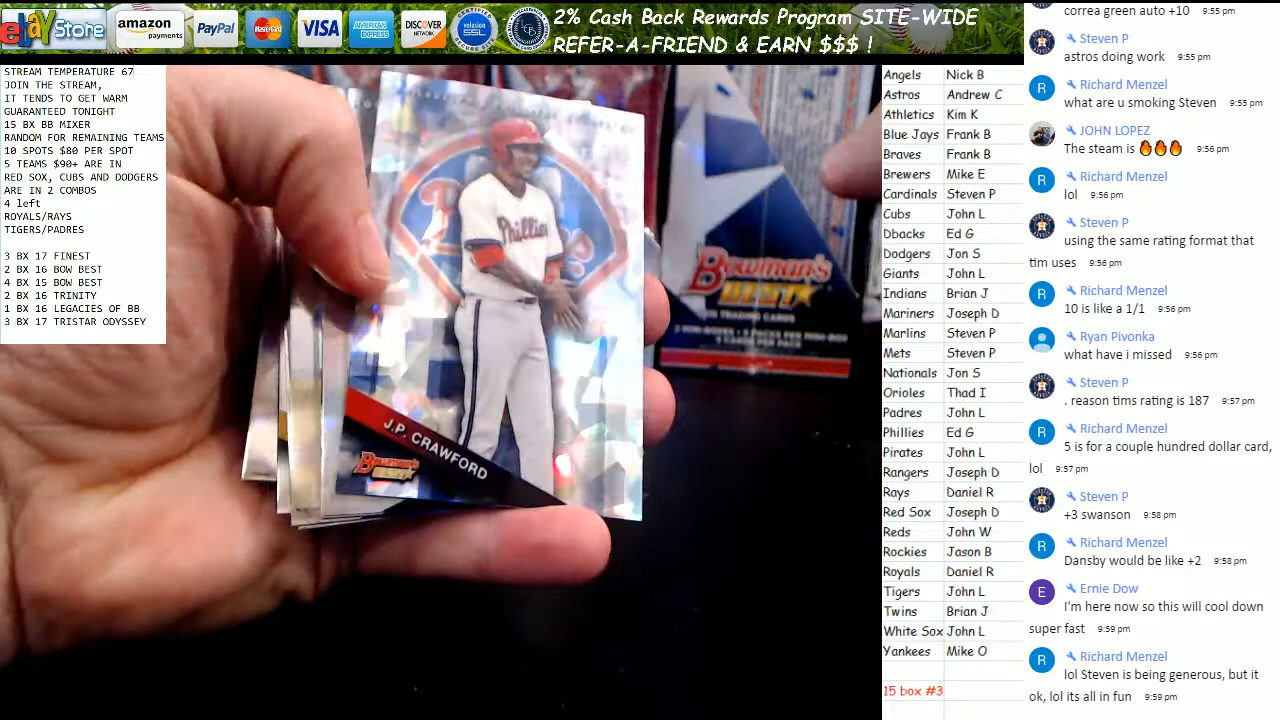 ebay Store
amazon
payments
PayPal
MasterCard
VISA
AMERICAN
EXPRESS
DISCOVER
NETWORK
2% Cash Back Rewards Program SITE-WIDE
REFER-A-FRIEND & EARN $$$ !
STREAM TEMPERATURE 67
JOIN THE STREAM,
IT TENDS TO GET WARM
GUARANTEED TONIGHT
15 BX BB MIXER
RANDOM FOR REMAINING TEAMS
10 SPOTS $80 PER SPOT
5 TEAMS $90+ ARE IN
RED SOX, CUBS AND DODGERS
ARE IN 2 COMBOS
4 left
ROYALS/RAYS
TIGERS/PADRES
3 BX 17 FINEST
2 BX 16 BOW BEST
4 BX 15 BOW BEST
2 BX 16 TRINITY
1 BX 16 LEGACIES OF BB
3 BX 17 TRISTAR ODYSSEY
Phillies
J.P. CRAWFORD
Bowman's
BEST
Bowman's
BEST
Angels Nick B
Astros Andrew C
Athletics Kim K
Blue Jays Frank B
Braves Frank B
Brewers Mike E
Cardinals Steven P
Cubs John L
Dbacks Ed G
Dodgers Jon S
Giants John L
Indians Brian J
Mariners Joseph D
Marlins Steven P
Mets Steven P
Nationals Jon S
Orioles Thad I
Padres John L
Phillies Ed G
Pirates John L
Rangers Joseph D
Rays Daniel R
Red Sox Joseph D
Reds John W
Rockies Jason B
Royals Daniel R
Tigers John L
Twins Brian J
White Sox John L
Yankees Mike O
15 box #3
correa green auto +10 9:55 pm
Steven P
astros doing work 9:55 pm
R Richard Menzel
what are u smoking Steven 9:55 pm
JOHN LOPEZ
The steam is 🔥🔥🔥 9:56 pm
R Richard Menzel
lol 9:56 pm
Steven P
using the same rating format that
tim uses 9:56 pm
R Richard Menzel
10 is like a 1/1 9:56 pm
Ryan Pivonka
what have i missed 9:56 pm
Steven P
. reason tims rating is 187 9:57 pm
R Richard Menzel
5 is for a couple hundred dollar card,
lol 9:57 pm
Steven P
+3 swanson 9:58 pm
R Richard Menzel
Dansby would be like +2 9:58 pm
E Ernie Dow
I'm here now so this will cool down
super fast 9:59 pm
R Richard Menzel
lol Steven is being generous, but it
ok, lol its all in fun 9:59 pm